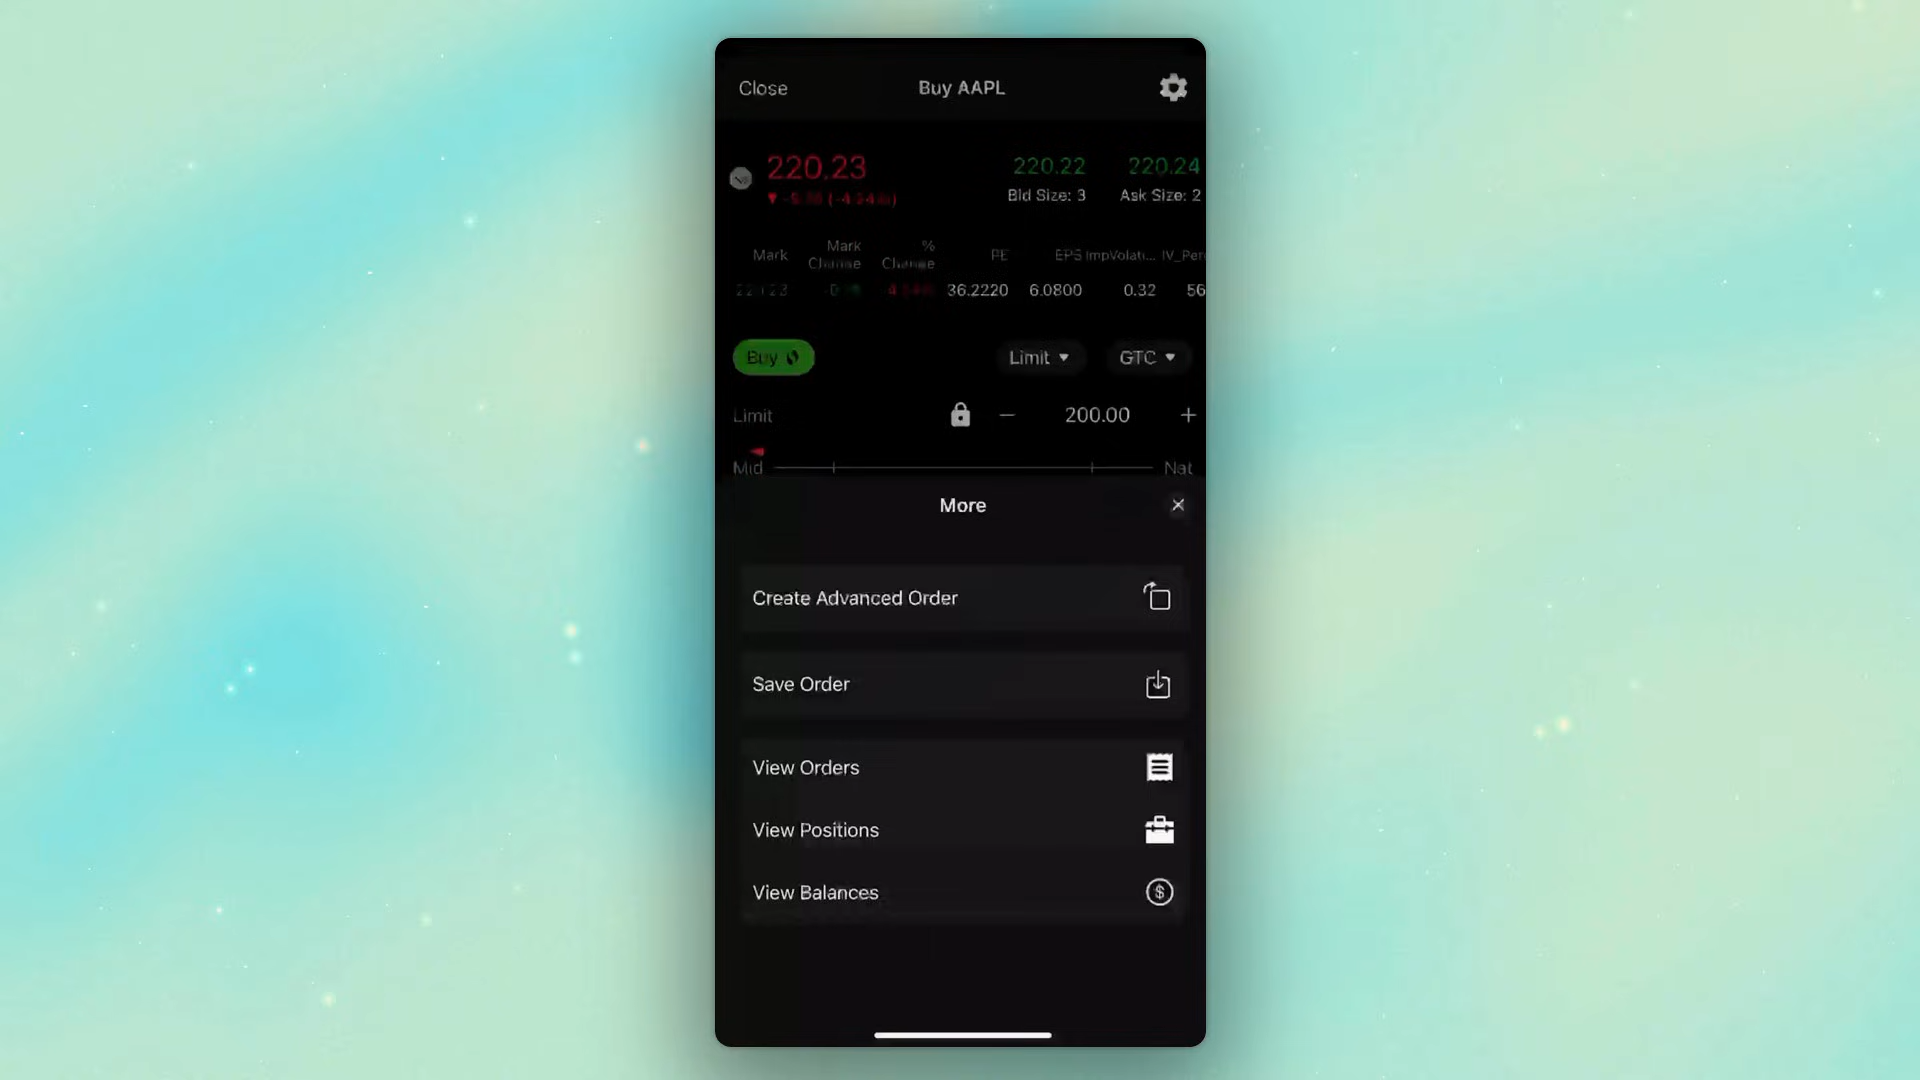 Close Buy AAPL
220.23 220.22 220.24
Bid Size: 3 Ask Size: 2
Mark Mark Change % Change PE EPS ImpVolati... IV_Per
36.2220 6.0800 0.32 56
Buy Limit GTC
Limit 200.00
Mid Nat
More
Create Advanced Order
Save Order
View Orders
View Positions
View Balances